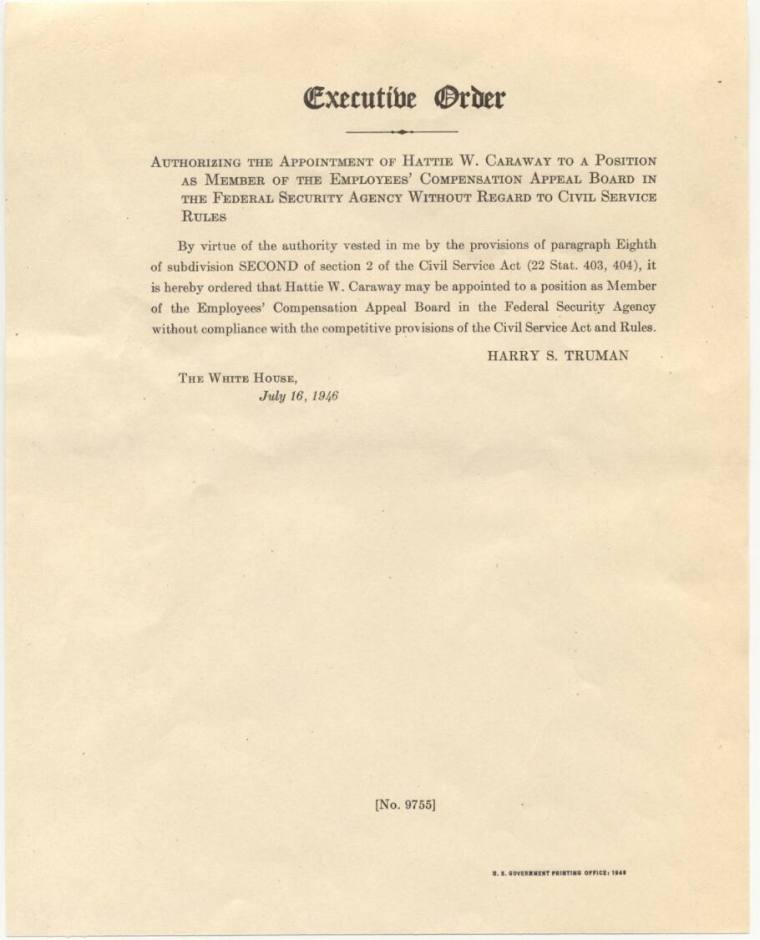 Executive Order
Authorizing the Appointment of Hattie W. Caraway to a Position
as Member of the Employees' Compensation Appeal Board in
the Federal Security Agency Without Regard to Civil Service
Rules
By virtue of the authority vested in me by the provisions of paragraph Eighth
of subdivision SECOND of section 2 of the Civil Service Act (22 Stat. 403, 404), it
is hereby ordered that Hattie W. Caraway may be appointed to a position as Member
of the Employees' Compensation Appeal Board in the Federal Security Agency
without compliance with the competitive provisions of the Civil Service Act and Rules.
HARRY S. TRUMAN
The White House,
July 16, 1946
[No. 9755]
U. S. GOVERNMENT PRINTING OFFICE: 1946